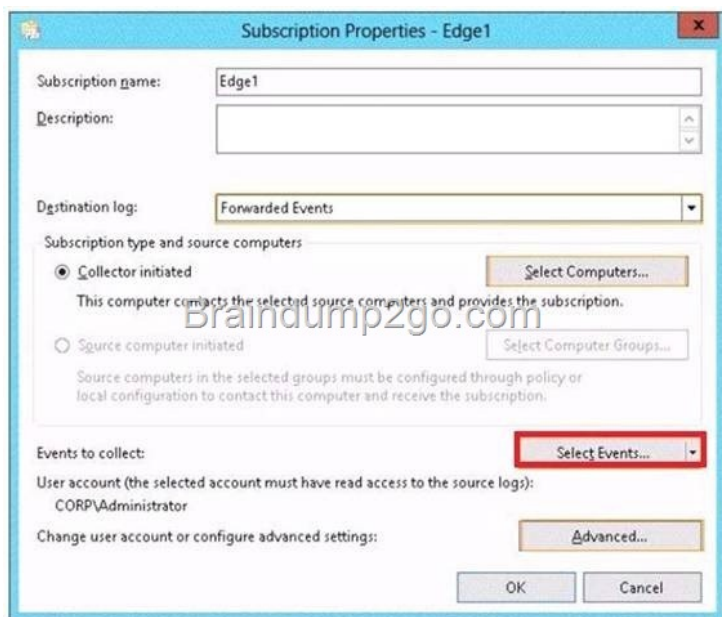 Subscription Properties - Edge1
x
Subscription name:
Edge1
Description:
Destination log:
Forwarded Events
Subscription type and source computers
Collector initiated
Select Computers...
This computer contacts the selected source computers and provides the subscription.
Braindump2go.com
Source computer initiated
Select Computer Groups...
Source computers in the selected groups must be configured through policy or
local configuration to contact this computer and receive the subscription.
Events to collect:
Select Events...
User account (the selected account must have read access to the source logs):
CORP\Administrator
Change user account or configure advanced settings:
Advanced...
OK
Cancel